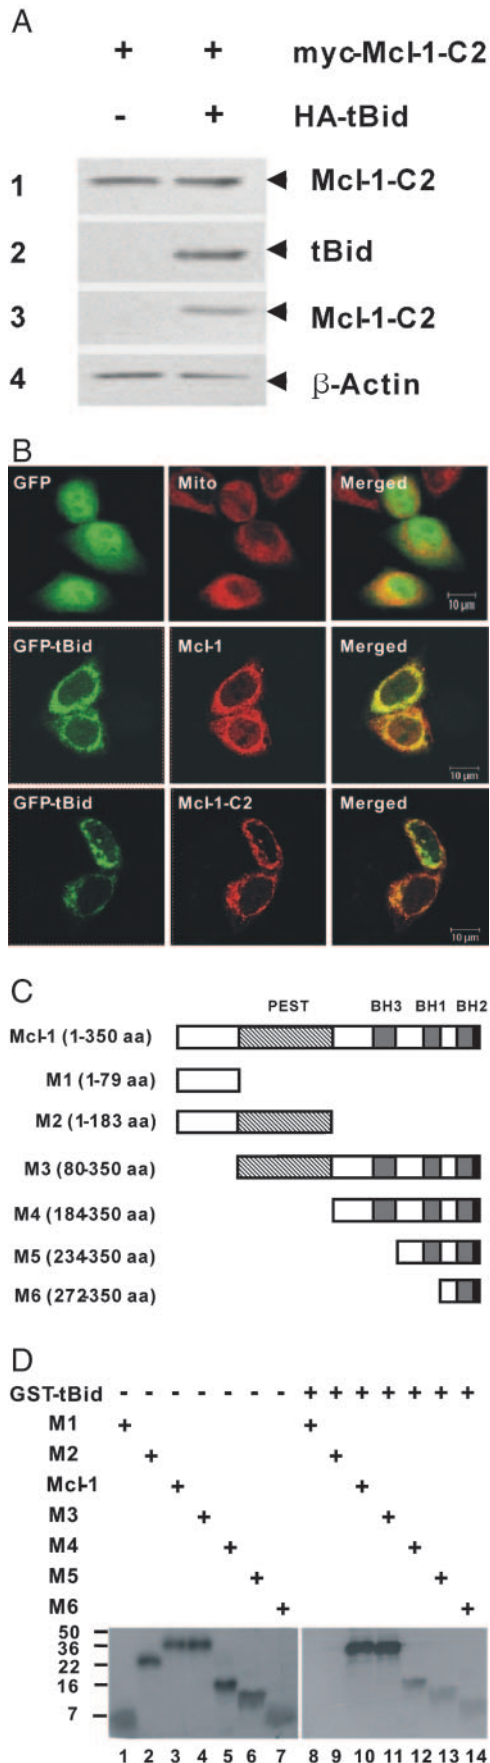 A
+ + myc-Mcl-1-C2
- + HA-tBid
1 Mcl-1-C2
2 tBid
3 Mcl-1-C2
4 β-Actin
B
GFP Mito Merged
10 µm
GFP-tBid Mcl-1 Merged
10 µm
GFP-tBid Mcl-1-C2 Merged
10 µm
C
PEST BH3 BH1 BH2
Mcl-1 (1-350 aa)
M1 (1-79 aa)
M2 (1-183 aa)
M3 (80-350 aa)
M4 (184-350 aa)
M5 (234-350 aa)
M6 (272-350 aa)
D
GST-tBid - - - - - - - + + + + + + +
M1 + +
M2 + +
Mcl-1 + +
M3 + +
M4 + +
M5 + +
M6 + +
50
36
22
16
7
1 2 3 4 5 6 7 8 9 10 11 12 13 14